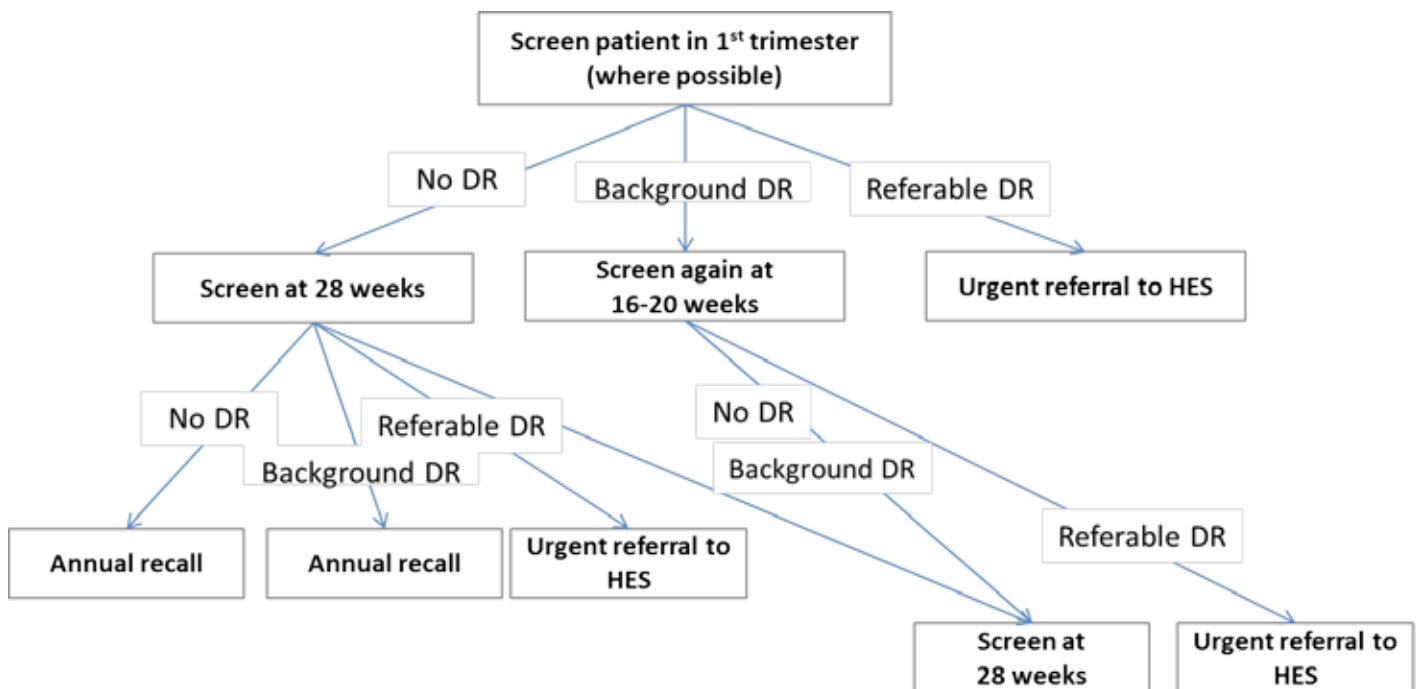 Screen patient in 1st trimester
(where possible)
No DR
Background DR
Referable DR
Screen at 28 weeks
Screen again at
16-20 weeks
Urgent referral to HES
No DR
Background DR
Referable DR
No DR
Background DR
Referable DR
Annual recall
Annual recall
Urgent referral to
HES
Screen at
28 weeks
Urgent referral to
HES